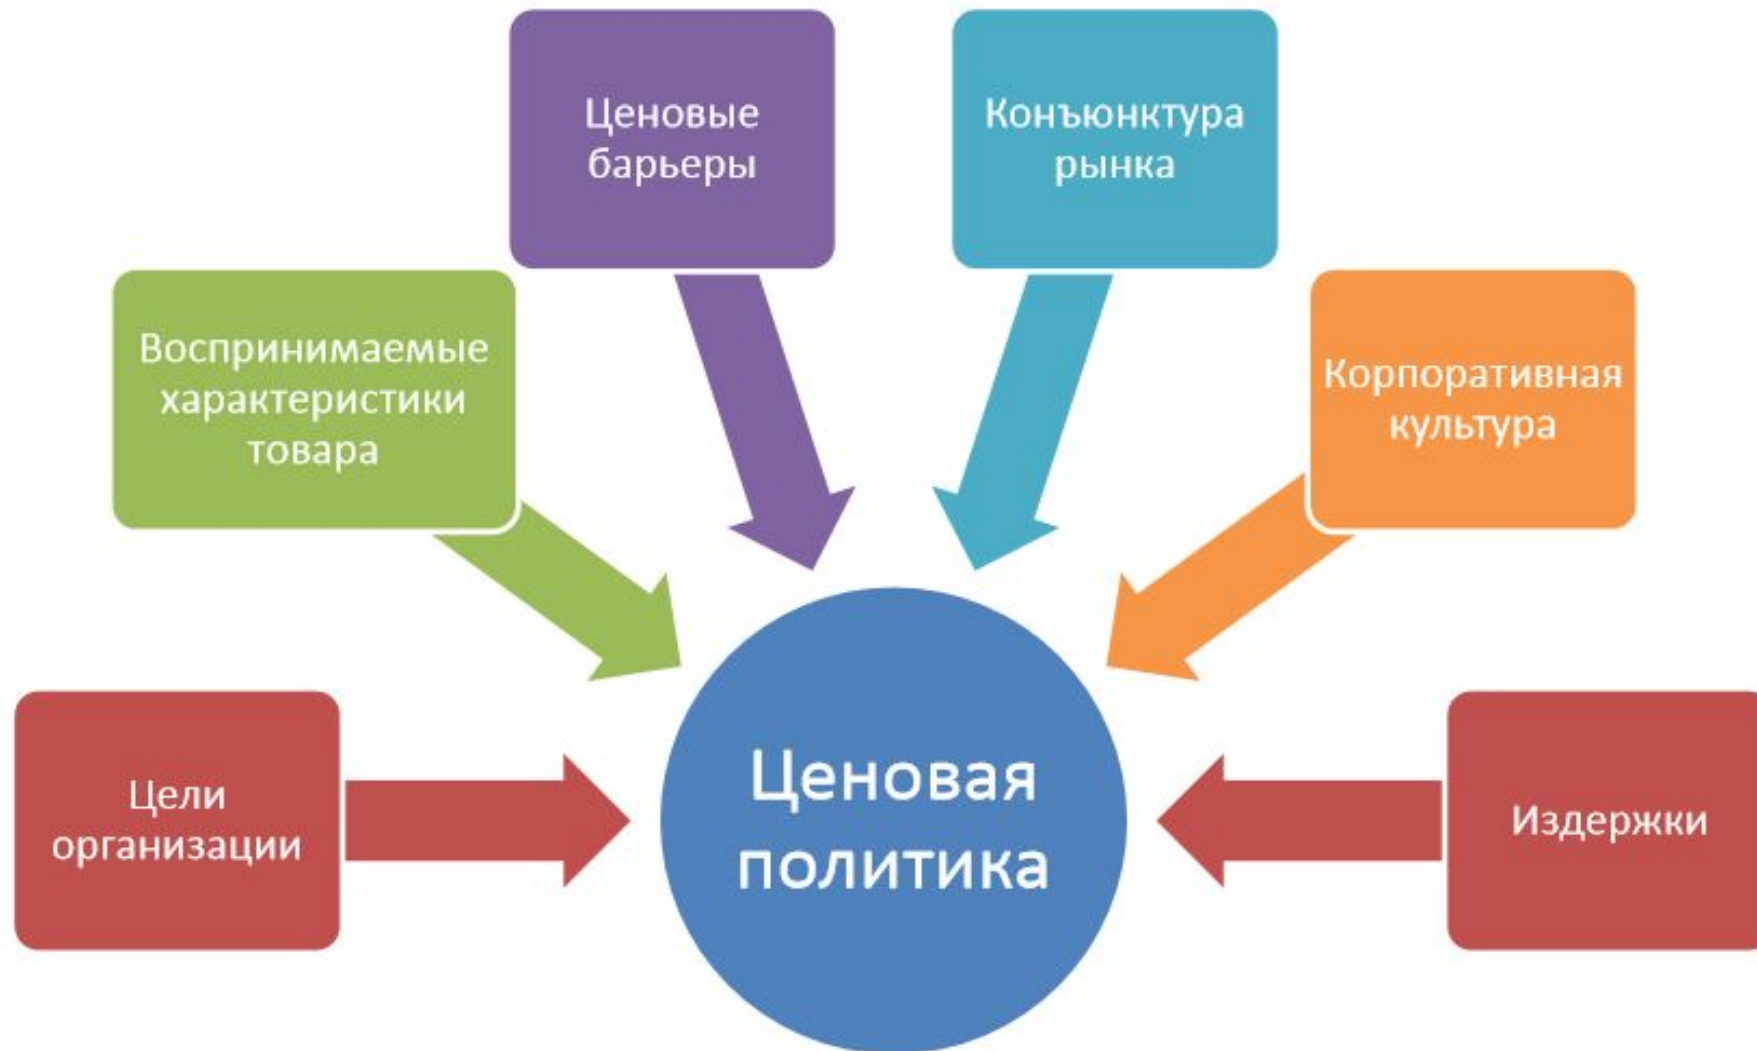 Ценовые
барьеры
Конъюнктура
рынка
Воспринимаемые
характеристики
товара
Корпоративная
культура
Цели
организации
Ценовая
политика
Издержки